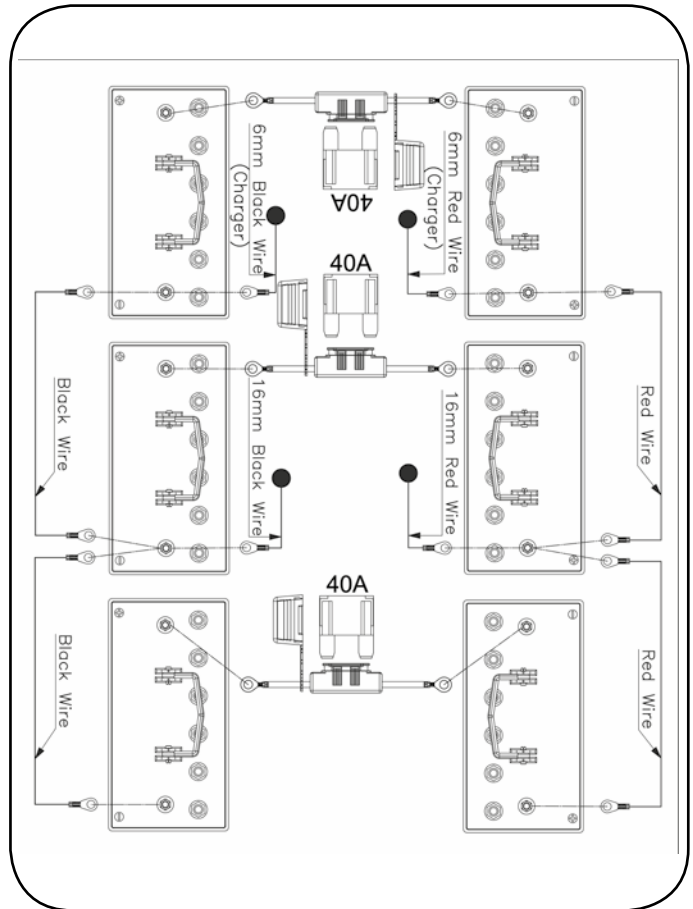 40A
6mm Black Wire
(Charger)
6mm Red Wire
(Charger)
40A
Black Wire
16mm Black Wire
16mm Red Wire
Red Wire
40A
Black Wire
Red Wire